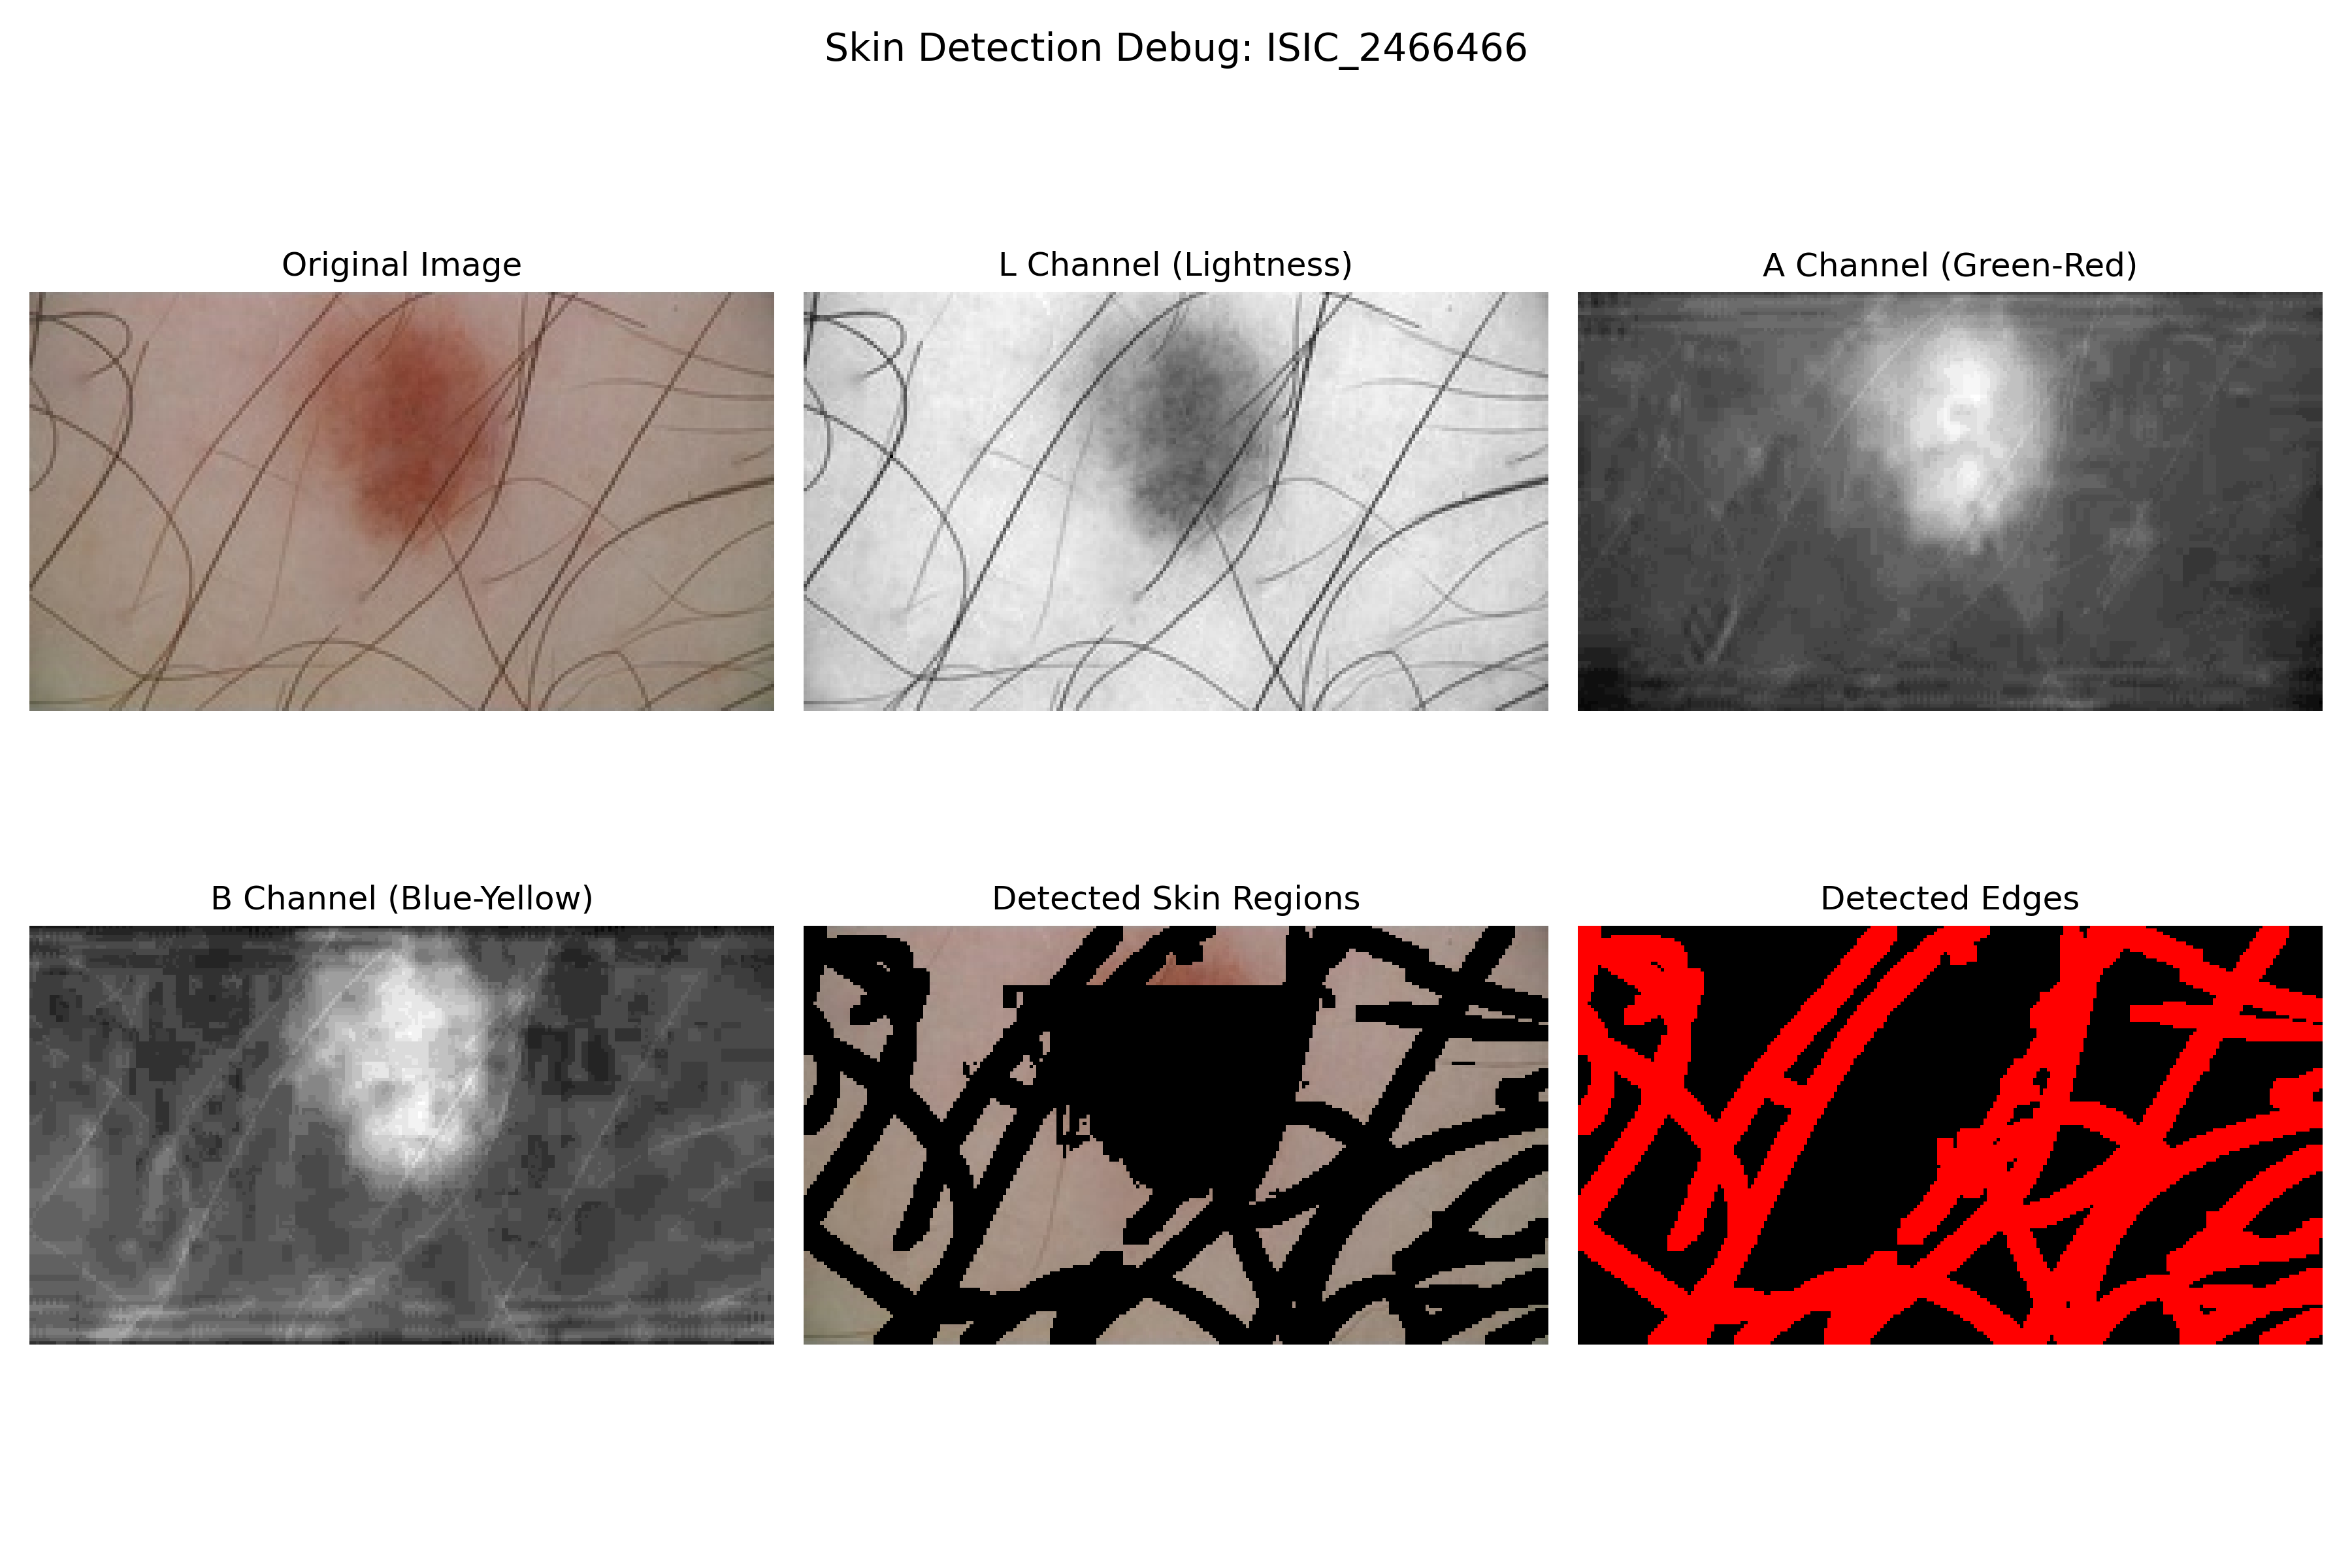 Skin Detection Debug: ISIC_2466466
Original Image
L Channel (Lightness)
A Channel (Green-Red)
B Channel (Blue-Yellow)
Detected Skin Regions
Detected Edges